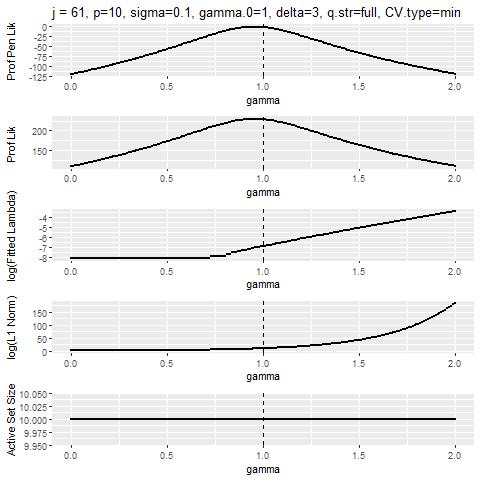 j = 61, p=10, sigma=0.1, gamma.0=1, delta=3, q.str=full, CV.type=min
Prof Pen Lik
0
-25
-50
-75
-100
-125
0.0 0.5 1.0 1.5 2.0
gamma
Prof Lik
200
150
0.0 0.5 1.0 1.5 2.0
gamma
log(Fitted Lambda)
-4
-5
-6
-7
-8
0.0 0.5 1.0 1.5 2.0
gamma
log(L1 Norm)
150
100
50
0
0.0 0.5 1.0 1.5 2.0
gamma
Active Set Size
10.050
10.025
10.000
9.975
9.950
0.0 0.5 1.0 1.5 2.0
gamma